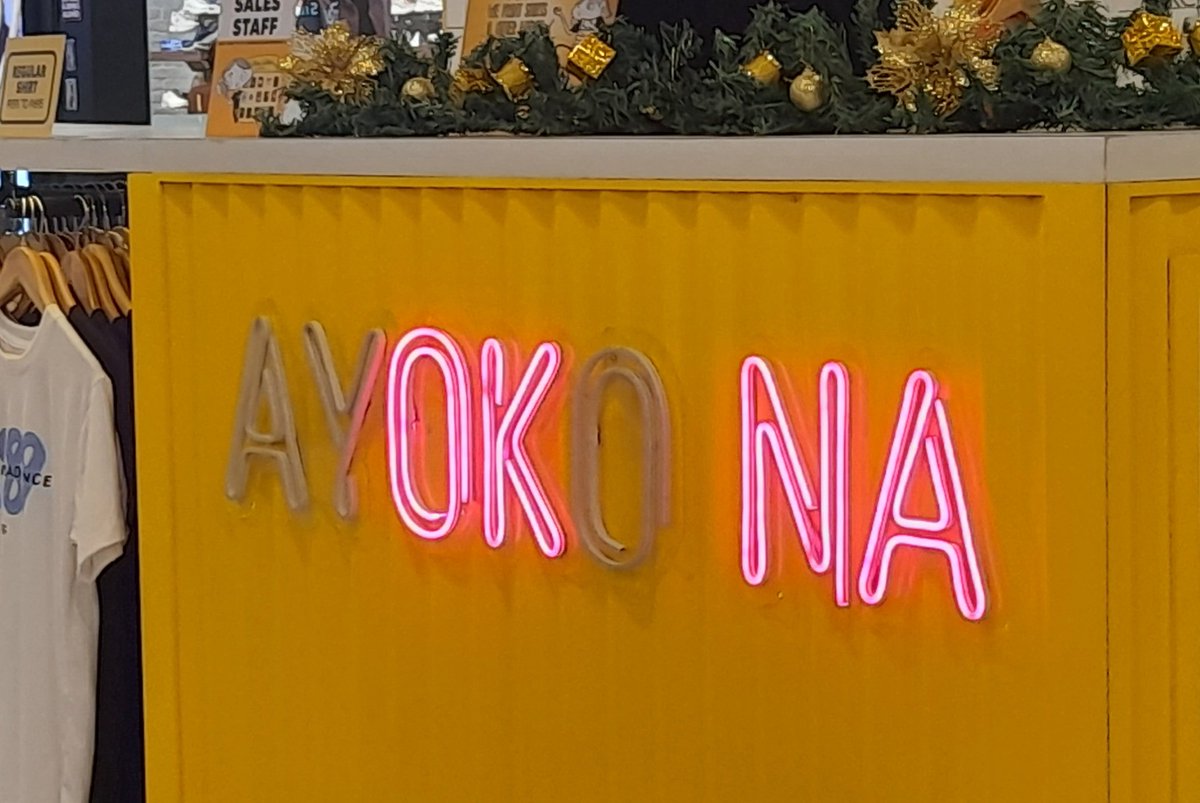 SALES
STAFF
REGULAR
SHIRT
AYOKO NA